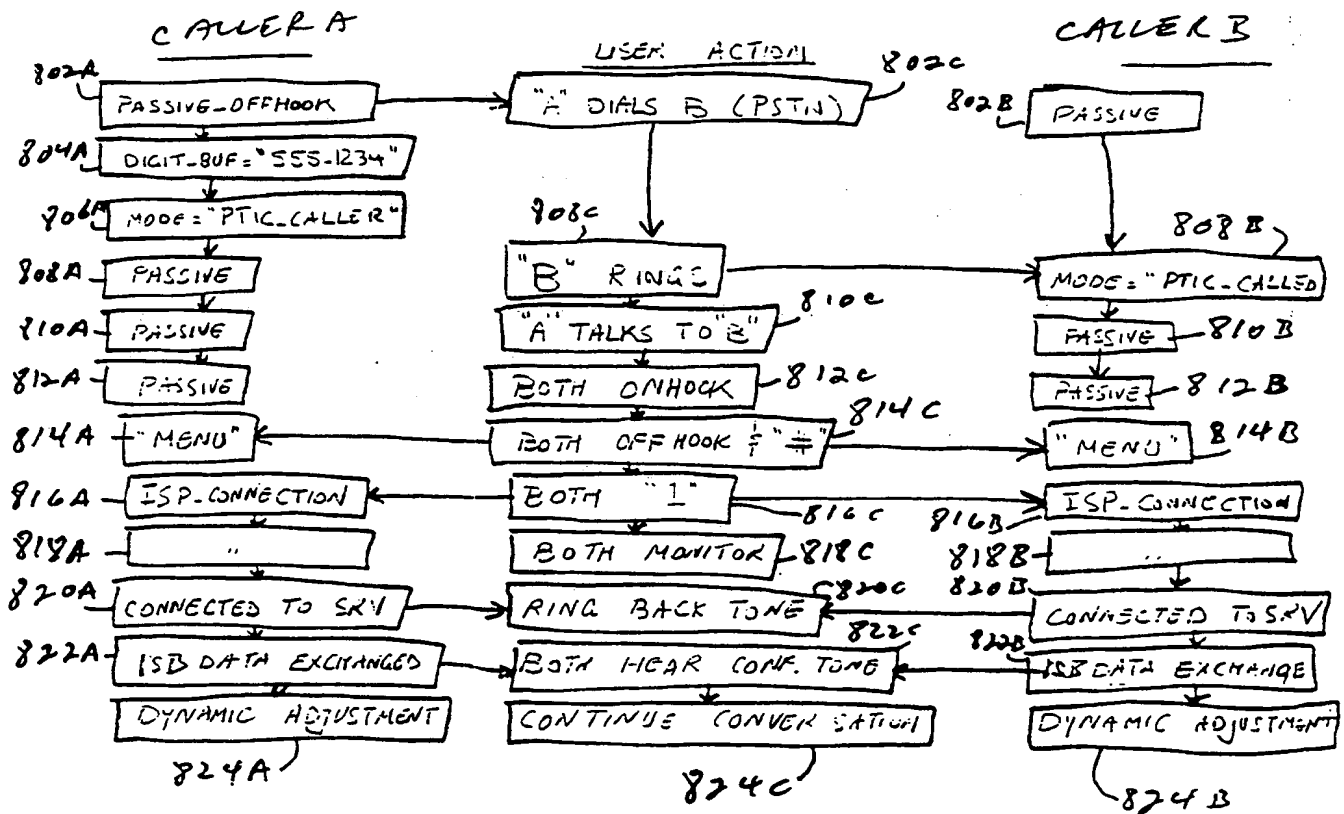 CALLER A
USER ACTION
CALLER B
802A
PASSIVE_OFFHOOK
"A" DIALS B (PSTN)
802C
802B
PASSIVE
804A
DIGIT_BUF="555-1234"
806A
MODE="PTIC_CALLER"
808A
PASSIVE
808C
"B" RINGS
808B
MODE="PTIC_CALLED
810A
PASSIVE
"A" TALKS TO "B"
810C
PASSIVE
810B
812A
PASSIVE
BOTH ONHOOK
812C
PASSIVE
812B
814A
"MENU"
BOTH OFFHOOK & "#"
814C
"MENU"
814B
816A
ISP_CONNECTION
BOTH "1"
816C
816B
ISP_CONNECTION
818A
"
BOTH MONITOR
818C
818B
..
820A
CONNECTED TO SRV
RING BACK TONE
820C
820B
CONNECTED TO SRV
822A
ISB DATA EXCHANGED
BOTH HEAR CONF. TONE
822C
822B
ISB DATA EXCHANGE
DYNAMIC ADJUSTMENT
CONTINUE CONVERSATION
DYNAMIC ADJUSTMENT
824A
824C
824B